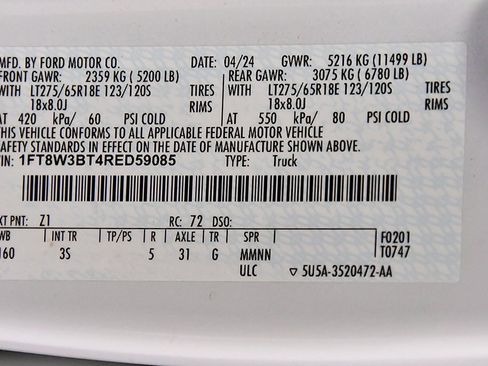 MFD. BY FORD MOTOR CO. 04/24 GVWR: 5216 KG (11499 LB)
FRONT GAWR: 2359 KG (5200 LB) REAR GAWR: 3075 KG (6780 LB)
WITH LT275/65R18E 123/120S TIRES WITH LT275/65R18E 123/120S TIRES
18x8.0J RIMS 18x8.0J RIMS
AT 420 kPa/ 60 PSI COLD AT 550 kPa/ 80 PSI COLD
THIS VEHICLE CONFORMS TO ALL APPLICABLE FEDERAL MOTOR VEHICLE
SAFETY STANDARDS IN EFFECT ON THE DATE OF MANUFACTURE SHOWN ABOVE.
VIN: 1FT8W3BT4RED59085 TYPE: Truck
EXT PNT: Z1 RC: 72 DSO:
WB INT TR TP/PS R AXLE TR SPR F0201
160 3S 5 31 G MMNN T0747
ULC ▽ 5U5A-3520472-AA